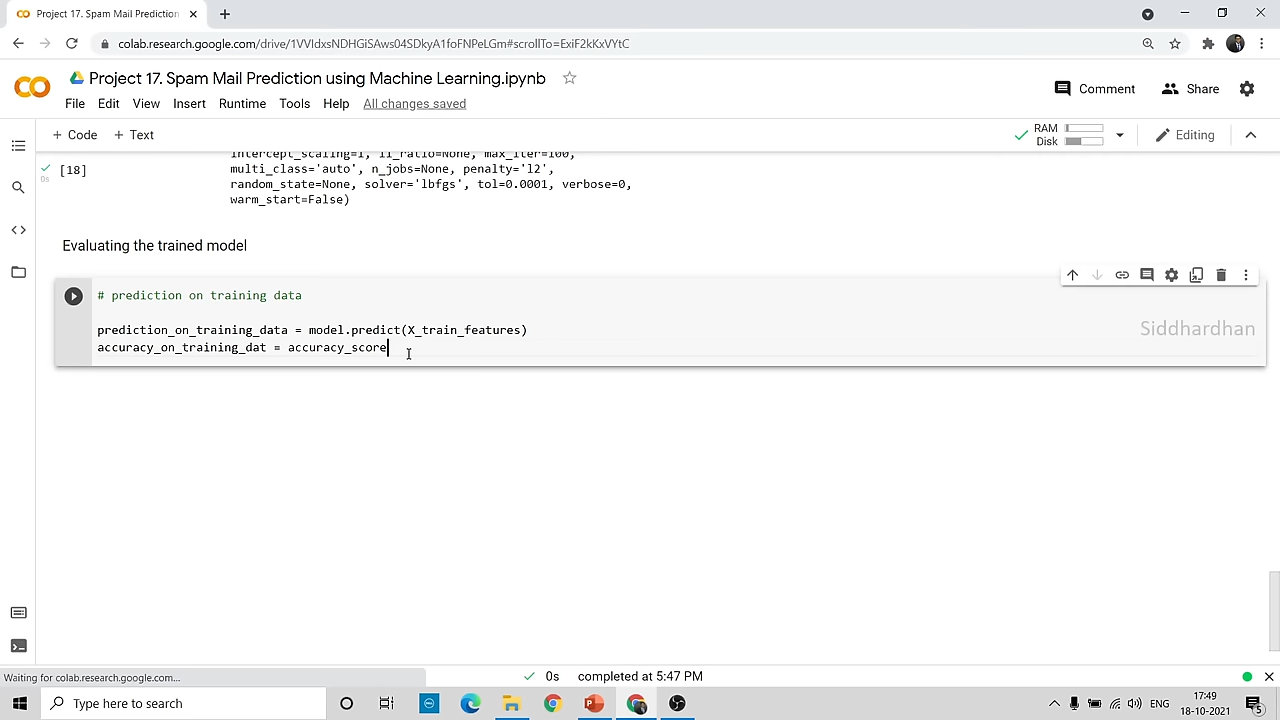 Project 17. Spam Mail Prediction
colab.research.google.com/drive/1VVIdxsNDHGiSAws04SDkyA1foFNPeLGm#scrollTo=ExiF2kKxVYtC
Project 17. Spam Mail Prediction using Machine Learning.ipynb
Comment
Share
File Edit View Insert Runtime Tools Help All changes saved
+ Code + Text
RAM
Disk
Editing
intercept_scaling=1, l1_ratio=None, max_iter=100,
[18]
0s
multi_class='auto', n_jobs=None, penalty='l2',
random_state=None, solver='lbfgs', tol=0.0001, verbose=0,
warm_start=False)
Evaluating the trained model
# prediction on training data
prediction_on_training_data = model.predict(X_train_features)
accuracy_on_training_dat = accuracy_score
Siddhardhan
Waiting for colab.research.google.com...
0s completed at 5:47 PM
Type here to search
ENG
17:49
18-10-2021
5